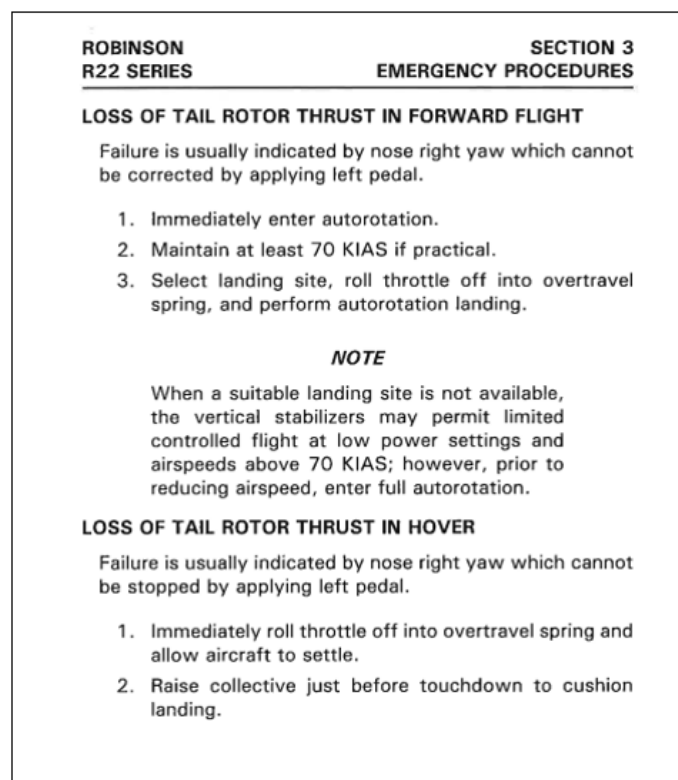 ROBINSON SECTION 3
R22 SERIES EMERGENCY PROCEDURES
LOSS OF TAIL ROTOR THRUST IN FORWARD FLIGHT
Failure is usually indicated by nose right yaw which cannot
be corrected by applying left pedal.
1. Immediately enter autorotation.
2. Maintain at least 70 KIAS if practical.
3. Select landing site, roll throttle off into overtravel
spring, and perform autorotation landing.
NOTE
When a suitable landing site is not available,
the vertical stabilizers may permit limited
controlled flight at low power settings and
airspeeds above 70 KIAS; however, prior to
reducing airspeed, enter full autorotation.
LOSS OF TAIL ROTOR THRUST IN HOVER
Failure is usually indicated by nose right yaw which cannot
be stopped by applying left pedal.
1. Immediately roll throttle off into overtravel spring and
allow aircraft to settle.
2. Raise collective just before touchdown to cushion
landing.